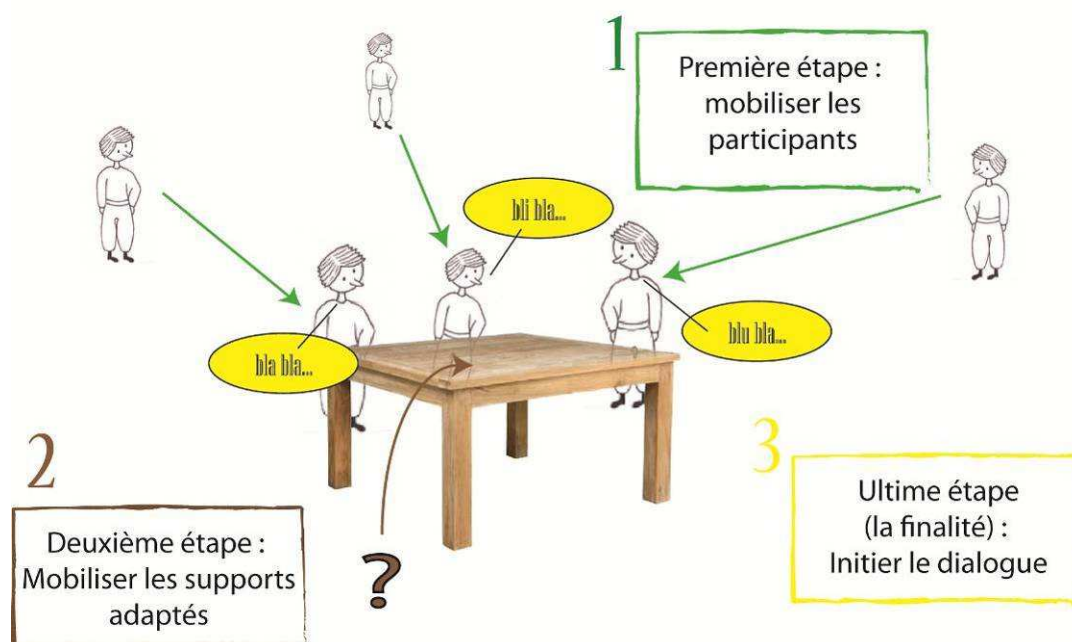 1
Première étape :
mobiliser les
participants
bli bla...
bla bla...
blu bla...
2
Deuxième étape :
Mobiliser les supports
adaptés
?
3
Ultime étape
(la finalité) :
Initier le dialogue